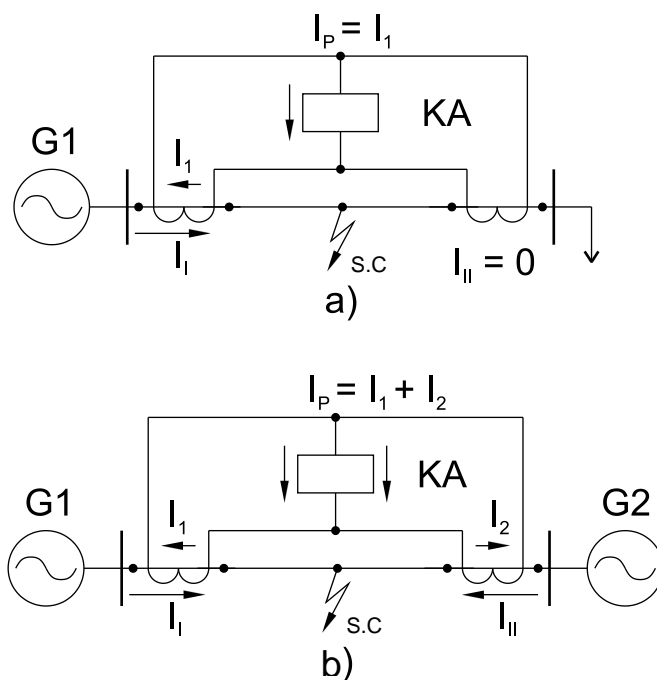 I_P = I_1
KA
G1
I_1
I_I
S.C
I_II = 0
a)
I_P = I_1 + I_2
KA
G1
G2
I_1
I_2
I_I
I_II
S.C
b)